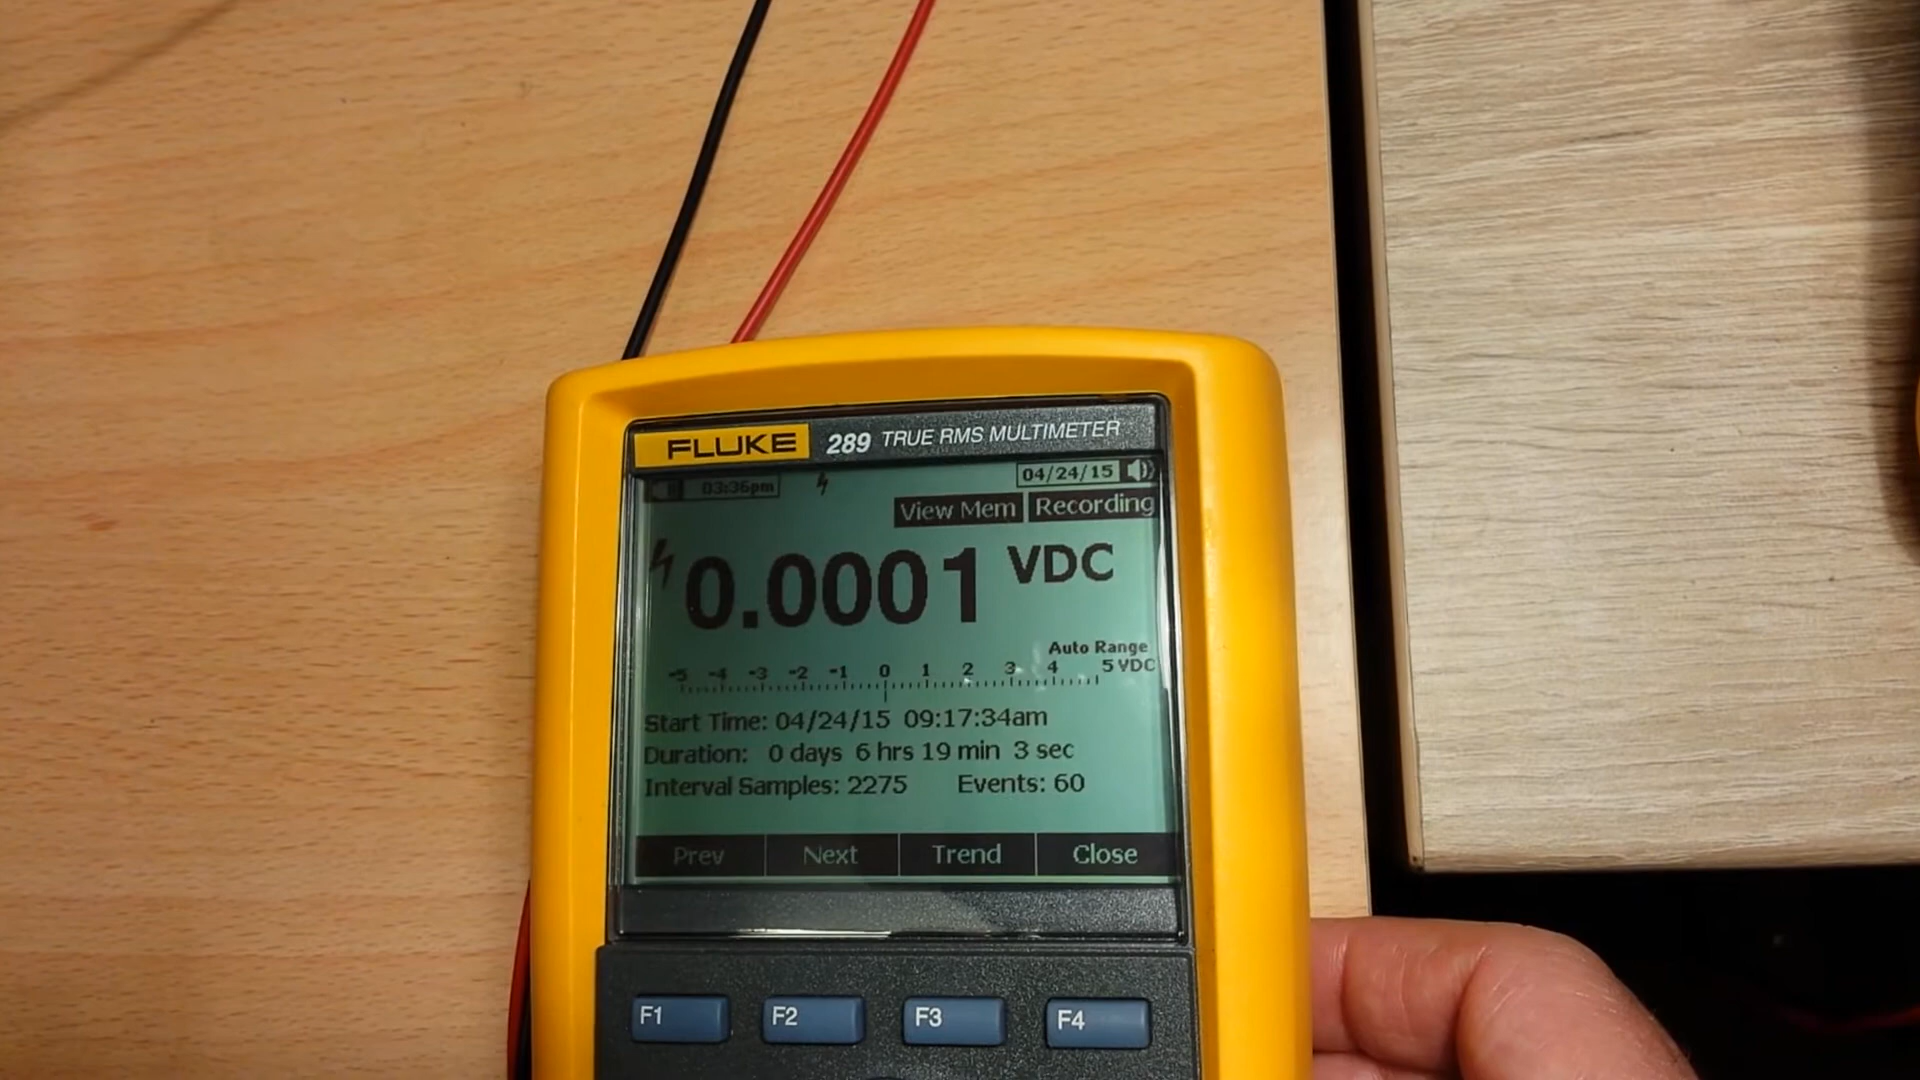 FLUKE 289 TRUE RMS MULTIMETER
03:36pm 04/24/15
View Mem Recording
0.0001 VDC
Auto Range
-5 -4 -3 -2 -1 0 1 2 3 4 5 VDC
Start Time: 04/24/15 09:17:34am
Duration: 0 days 6 hrs 19 min 3 sec
Interval Samples: 2275 Events: 60
Prev Next Trend Close
F1 F2 F3 F4